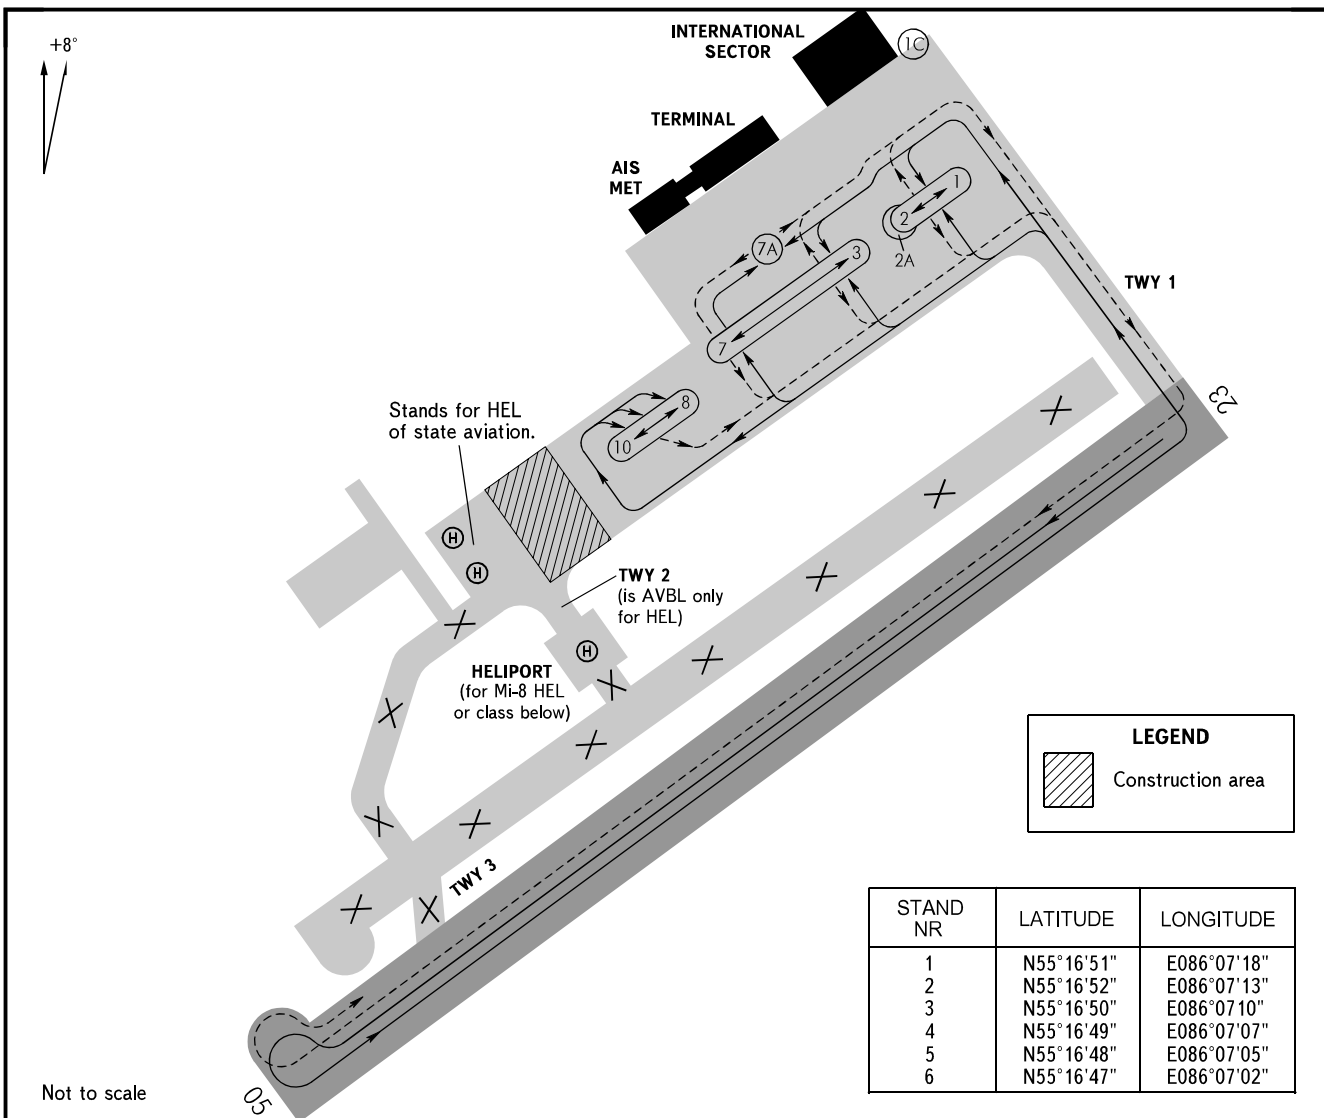 +8°
INTERNATIONAL
SECTOR
1C
TERMINAL
AIS
MET
1
2
2A
3
7A
7
TWY 1
23
8
10
Stands for HEL
of state aviation.
H
H
TWY 2
(is AVBL only
for HEL)
H
HELIPORT
(for Mi-8 HEL
or class below)
TWY 3
05
Not to scale
LEGEND
Construction area
STAND NR LATITUDE LONGITUDE
1 N55°16'51" E086°07'18"
2 N55°16'52" E086°07'13"
3 N55°16'50" E086°0710"
4 N55°16'49" E086°07'07"
5 N55°16'48" E086°07'05"
6 N55°16'47" E086°07'02"